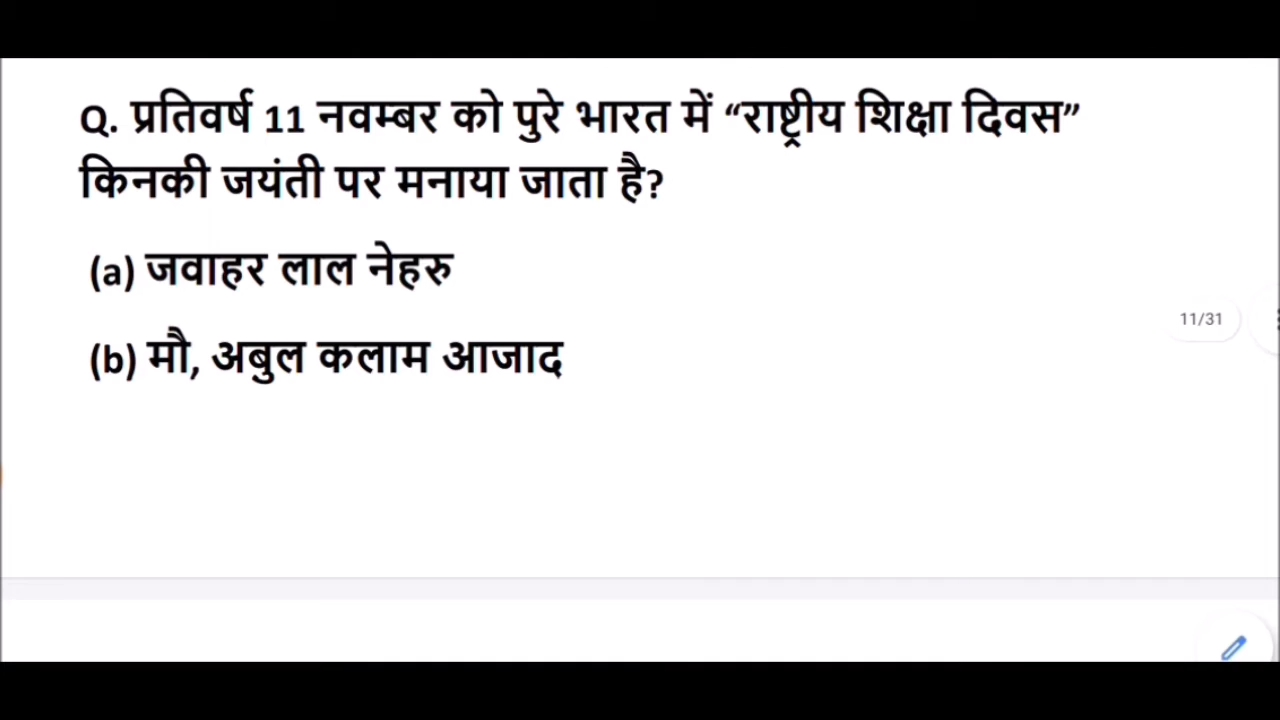 Q. प्रतिवर्ष 11 नवम्बर को पुरे भारत में “राष्ट्रीय शिक्षा दिवस”
किनकी जयंती पर मनाया जाता है?
(a) जवाहर लाल नेहरु
(b) मौ, अबुल कलाम आजाद
11/31